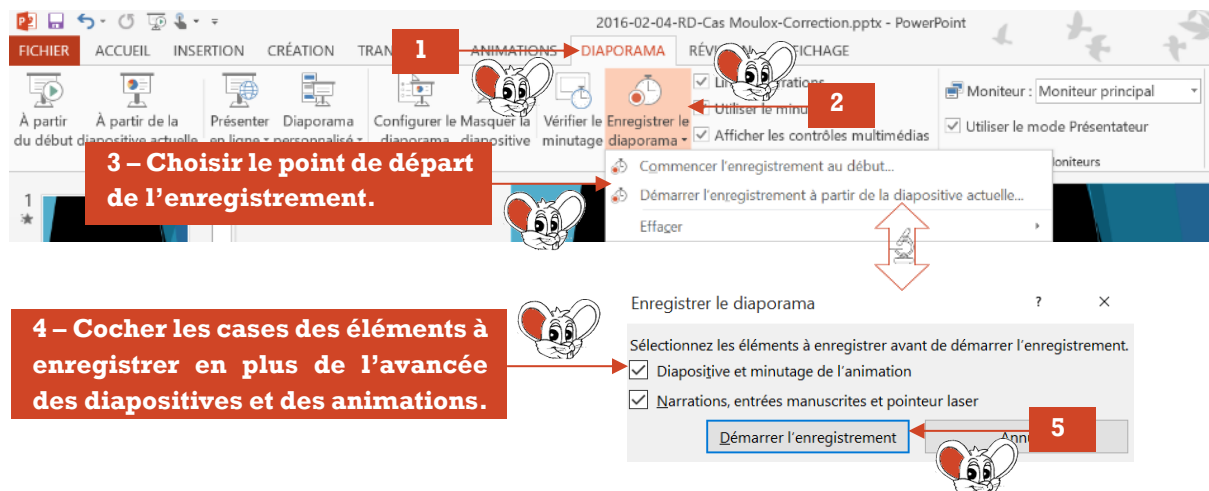 2016-02-04-RD-Cas Moulox-Correction.pptx - PowerPoint
FICHIER ACCUEIL INSERTION CRÉATION 1 ANIMATIONS DIAPORAMA
Moniteur : Moniteur principal
2
À partir À partir de la Présenter Diaporama Configurer le Masquer la Vérifier le Enregistrer le Utiliser le Utiliser le mode Présentateur
du début diapositive actuelle en ligne personnalisé diaporama diapositive minutage diaporama Afficher les contrôles multimédias
3 – Choisir le point de départ
de l’enregistrement.
Commencer l'enregistrement au début...
Démarrer l'enregistrement à partir de la diapositive actuelle...
Effacer
1
Enregistrer le diaporama ? ×
4 – Cocher les cases des éléments à
enregistrer en plus de l’avancée
des diapositives et des animations.
Sélectionnez les éléments à enregistrer avant de démarrer l'enregistrement.
Diapositive et minutage de l'animation
Narrations, entrées manuscrites et pointeur laser
Démarrer l'enregistrement 5